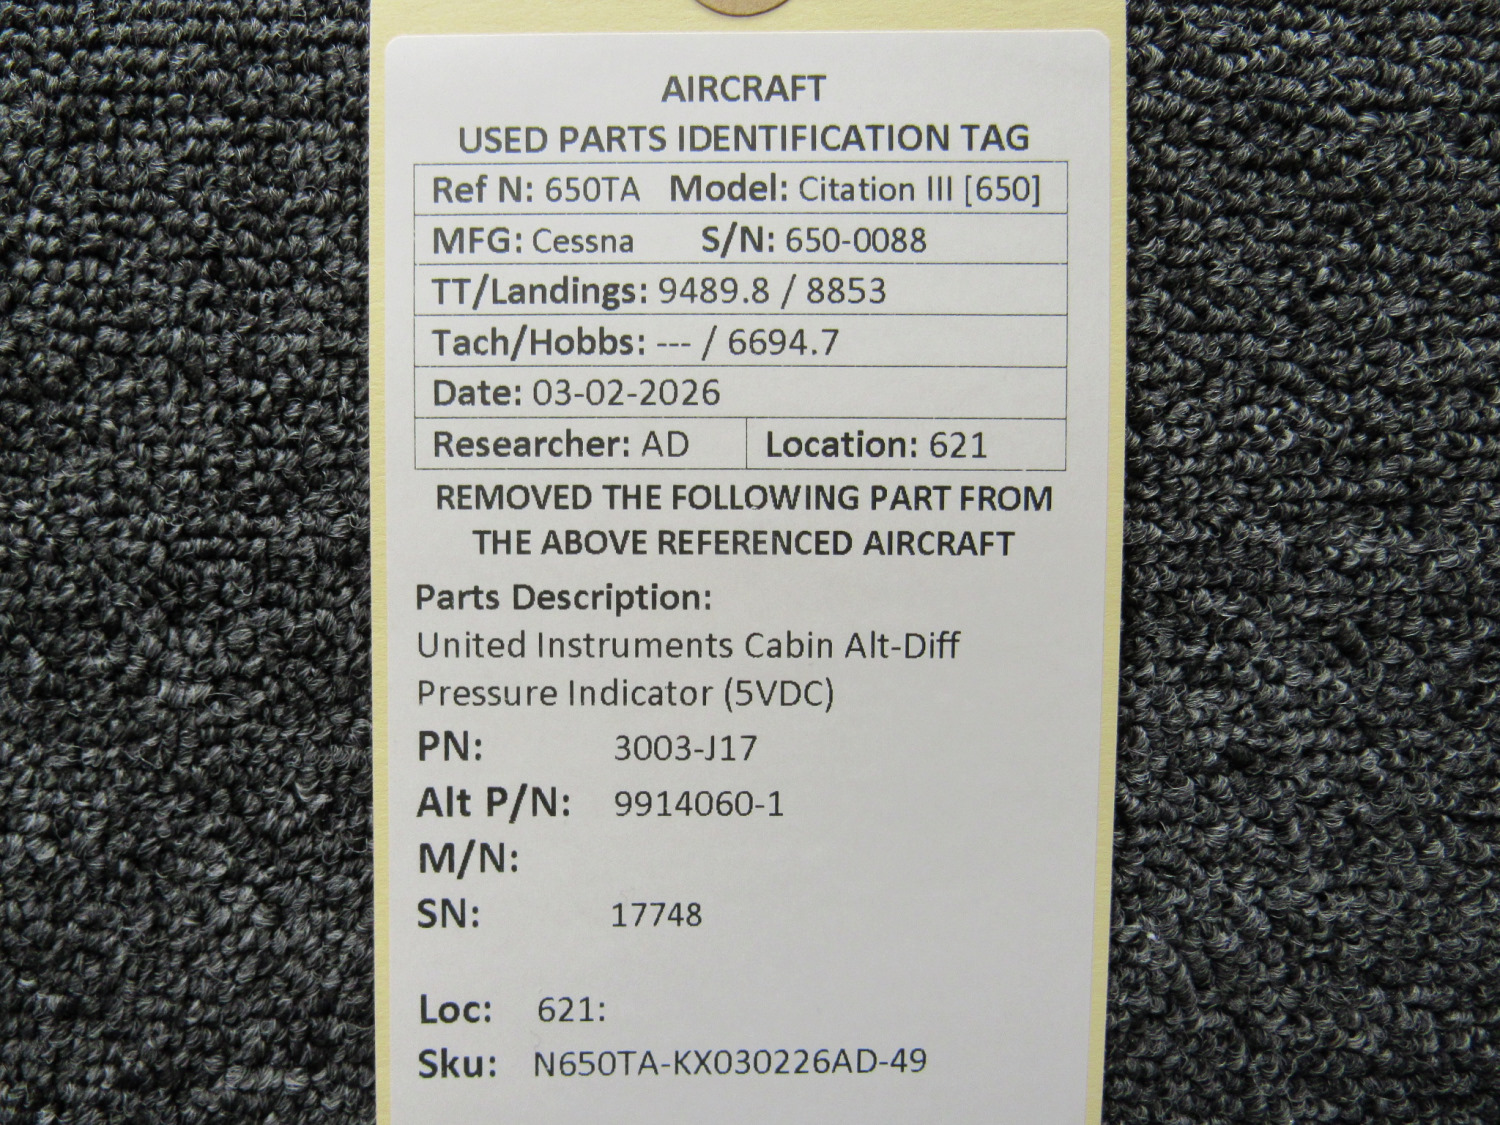 AIRCRAFT
USED PARTS IDENTIFICATION TAG
Ref N: 650TA Model: Citation III [650]
MFG: Cessna S/N: 650-0088
TT/Landings: 9489.8 / 8853
Tach/Hobbs: --- / 6694.7
Date: 03-02-2026
Researcher: AD Location: 621
REMOVED THE FOLLOWING PART FROM
THE ABOVE REFERENCED AIRCRAFT
Parts Description:
United Instruments Cabin Alt-Diff
Pressure Indicator (5VDC)
PN: 3003-J17
Alt P/N: 9914060-1
M/N:
SN: 17748
Loc: 621:
Sku: N650TA-KX030226AD-49